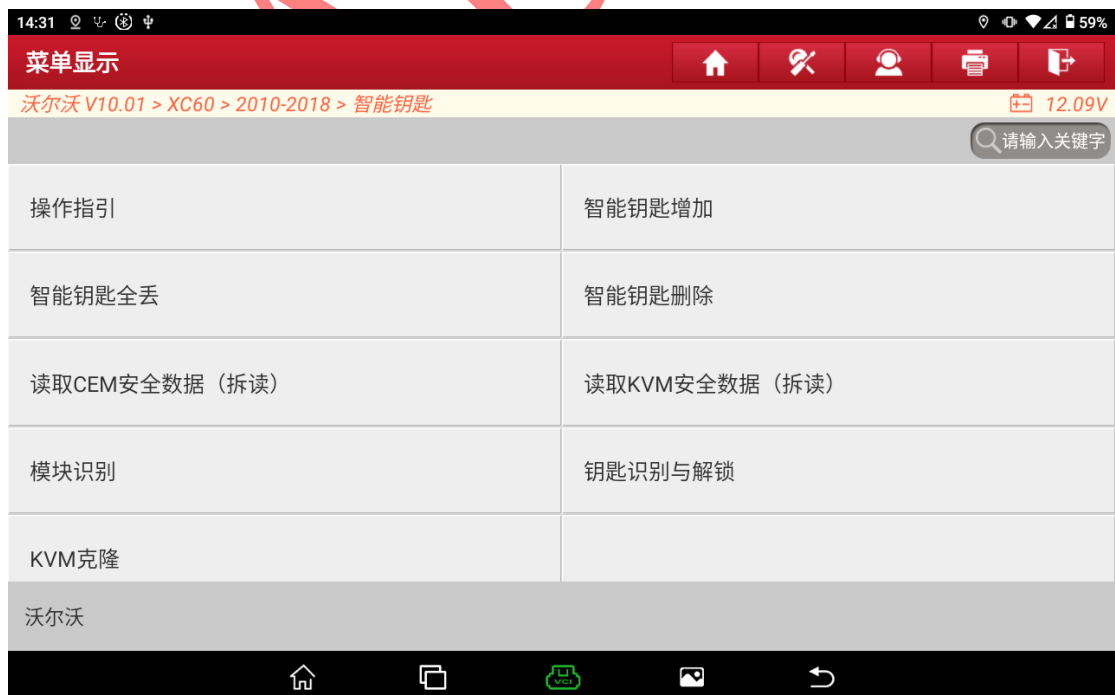 14:31 59%
菜单显示
沃尔沃 V10.01 > XC60 > 2010-2018 > 智能钥匙 12.09V
请输入关键字
操作指引 智能钥匙增加
智能钥匙全丢 智能钥匙删除
读取CEM安全数据（拆读） 读取KVM安全数据（拆读）
模块识别 钥匙识别与解锁
KVM克隆
沃尔沃
VCI